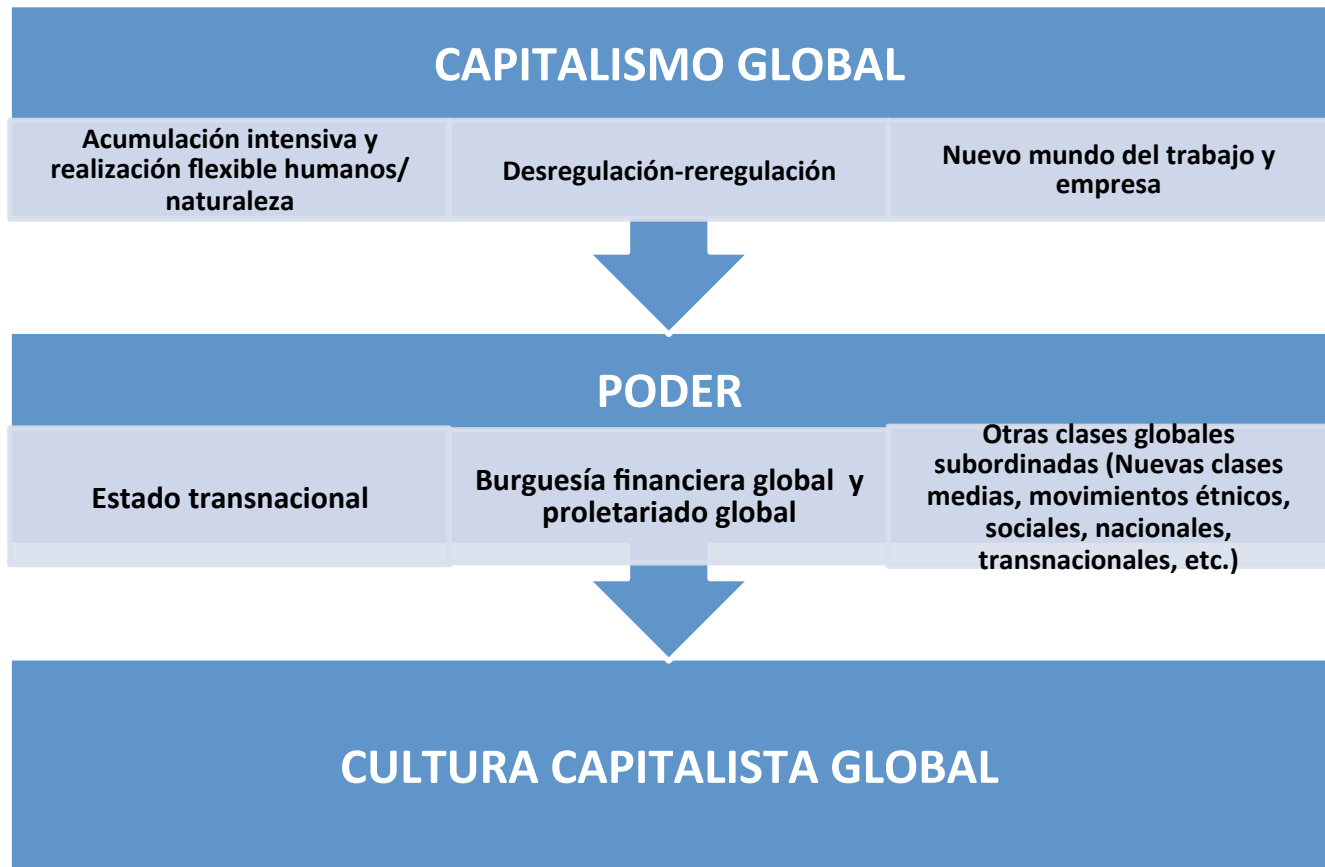 CAPITALISMO GLOBAL
Acumulación intensiva y
realización flexible humanos/
naturaleza
Desregulación-reregulación
Nuevo mundo del trabajo y
empresa
PODER
Estado transnacional
Burguesía financiera global y
proletariado global
Otras clases globales
subordinadas (Nuevas clases
medias, movimientos étnicos,
sociales, nacionales,
transnacionales, etc.)
CULTURA CAPITALISTA GLOBAL